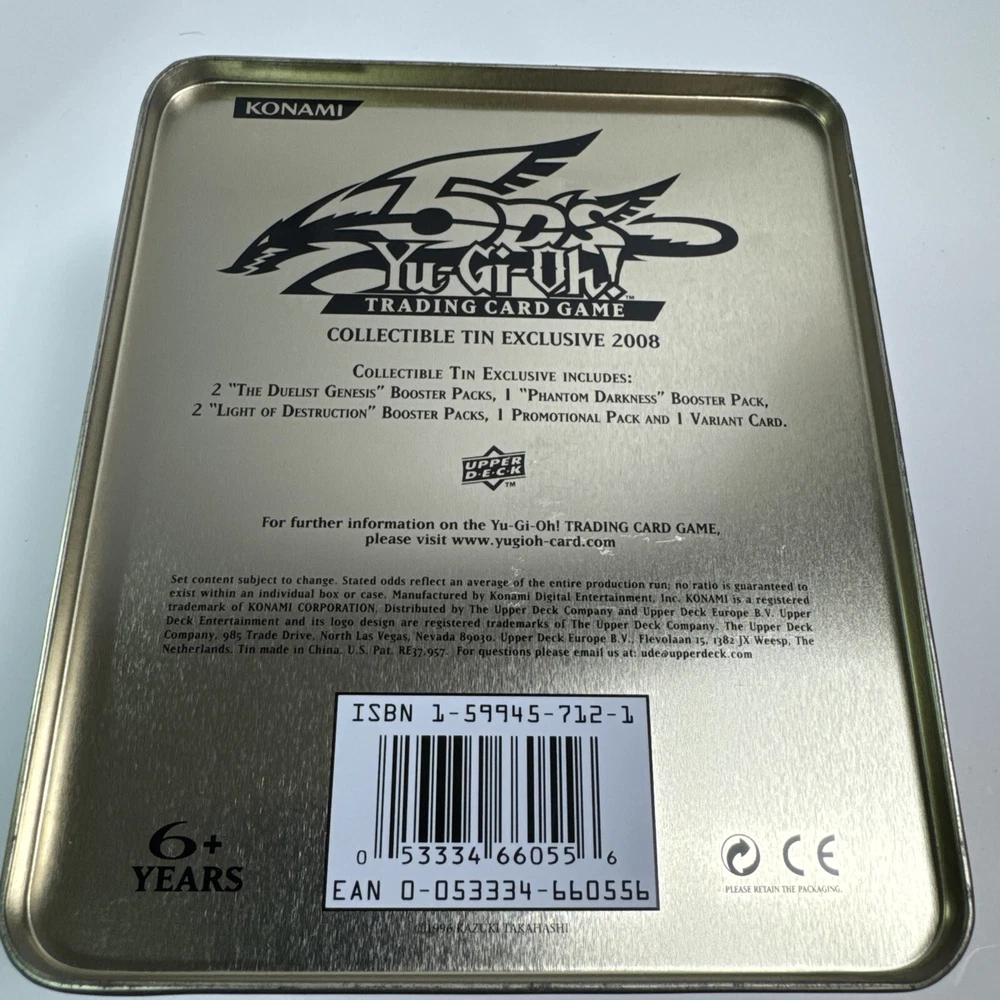 KONAMI
5D's
Yu-Gi-Oh!™
TRADING CARD GAME
COLLECTIBLE TIN EXCLUSIVE 2008
COLLECTIBLE TIN EXCLUSIVE INCLUDES:
2 "THE DUELIST GENESIS" BOOSTER PACKS, 1 "PHANTOM DARKNESS" BOOSTER PACK,
2 "LIGHT OF DESTRUCTION" BOOSTER PACKS, 1 PROMOTIONAL PACK AND 1 VARIANT CARD.
UPPER
D·E·C·K
™
For further information on the Yu-Gi-Oh! TRADING CARD GAME,
please visit www.yugioh-card.com
Set content subject to change. Stated odds reflect an average of the entire production run; no ratio is guaranteed to
exist within an individual box or case. Manufactured by Konami Digital Entertainment, Inc. KONAMI is a registered
trademark of KONAMI CORPORATION. Distributed by The Upper Deck Company and Upper Deck Europe B.V. Upper
Deck Entertainment and its logo design are registered trademarks of The Upper Deck Company. The Upper Deck
Company, 985 Trade Drive, North Las Vegas, Nevada 89030. Upper Deck Europe B.V., Flevolaan 15, 1382 JX Weesp, The
Netherlands. Tin made in China. U.S. Pat. RE37,957. For questions please email us at: ude@upperdeck.com
ISBN 1-59945-712-1
0 53334 66055 6
EAN 0-053334-660556
6+
YEARS
CE
PLEASE RETAIN THE PACKAGING.
©1996 KAZUKI TAKAHASHI